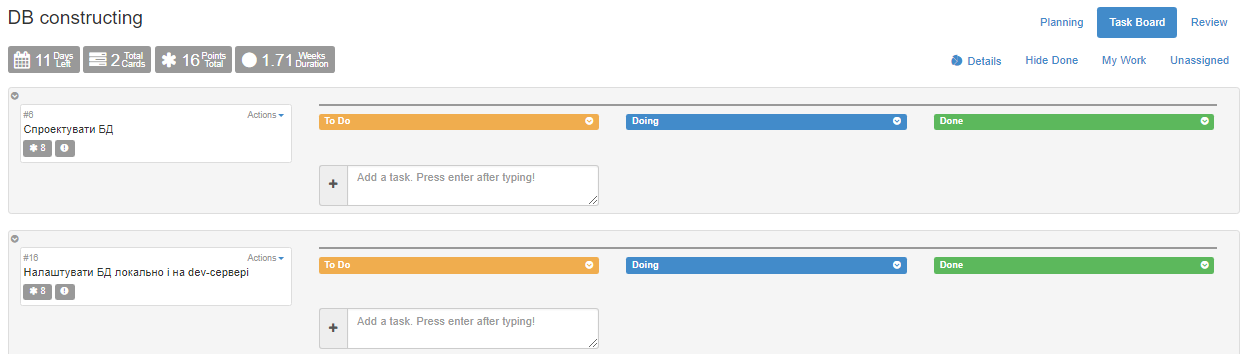 DB constructing
Planning
Task Board
Review
11 Days Left
2 Total Cards
16 Points Total
1.71 Weeks Duration
Details
Hide Done
My Work
Unassigned
#6
Actions
Спроектувати БД
8
To Do
Doing
Done
Add a task. Press enter after typing!
#16
Actions
Налаштувати БД локально і на dev-сервері
8
To Do
Doing
Done
Add a task. Press enter after typing!